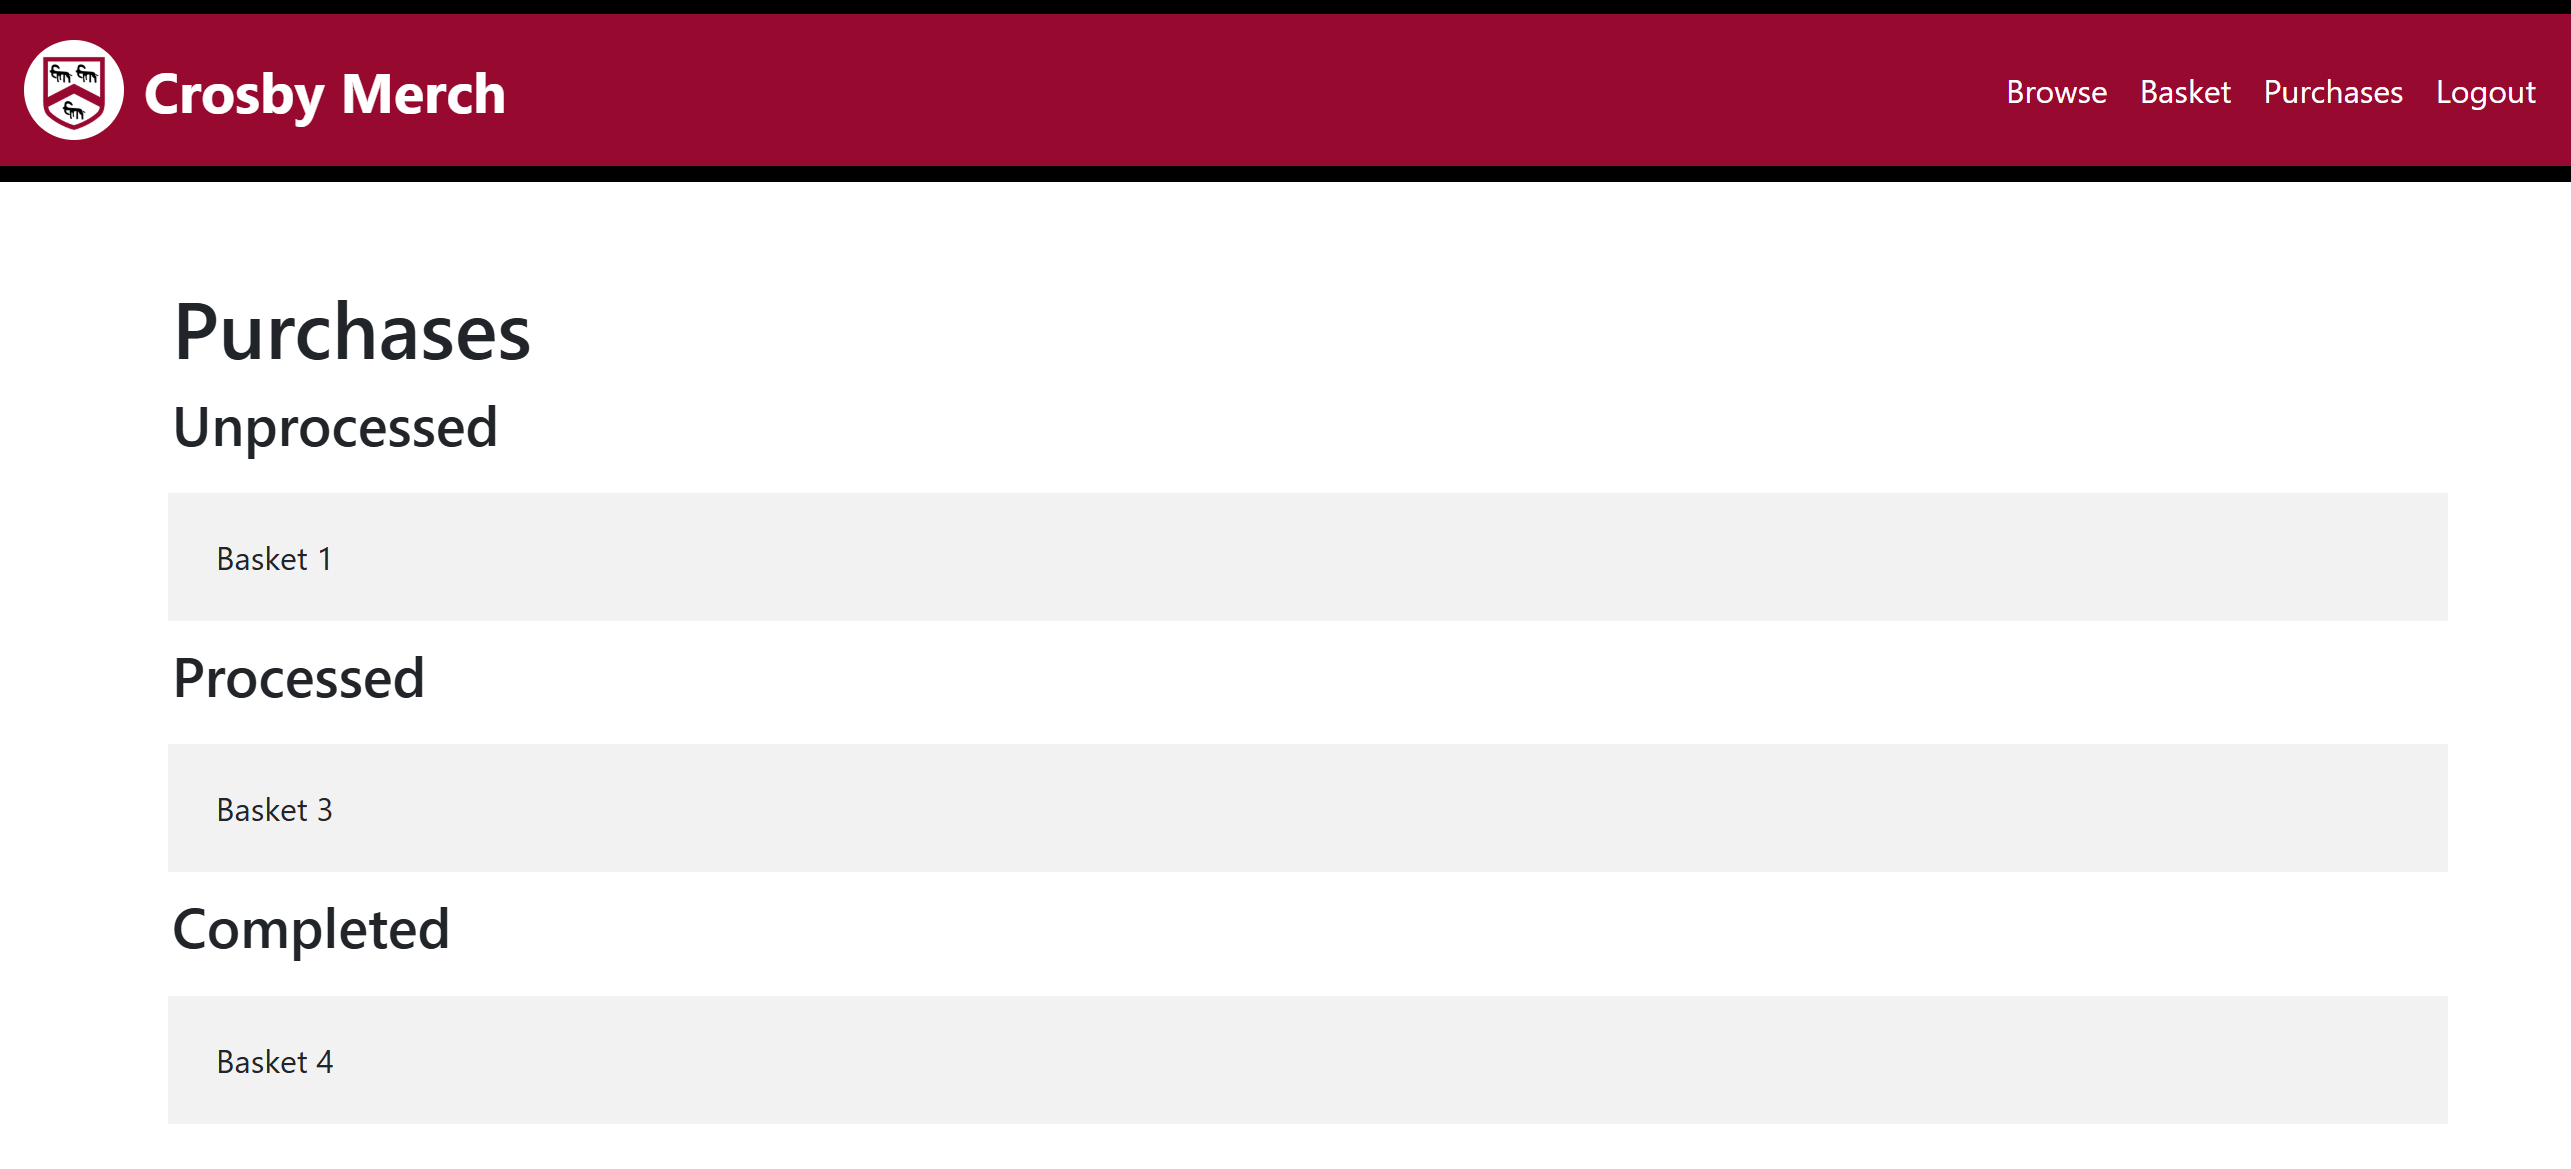 Crosby Merch
Browse Basket Purchases Logout
Purchases
Unprocessed
Basket 1
Processed
Basket 3
Completed
Basket 4